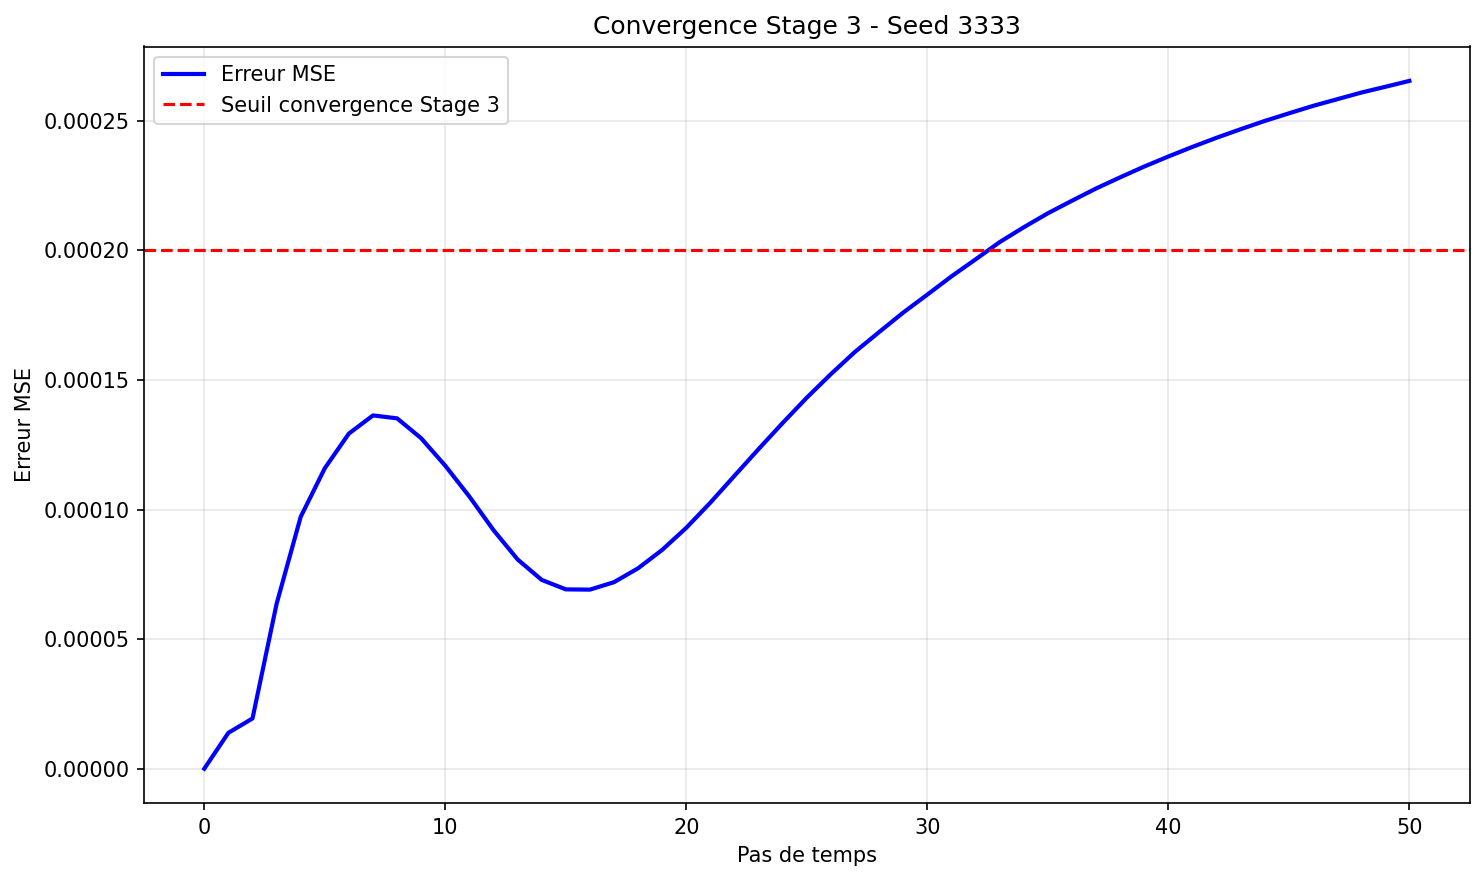 Convergence Stage 3 - Seed 3333
Erreur MSE
Seuil convergence Stage 3
0.00025
0.00020
0.00015
0.00010
0.00005
0.00000
Erreur MSE
0 10 20 30 40 50
Pas de temps